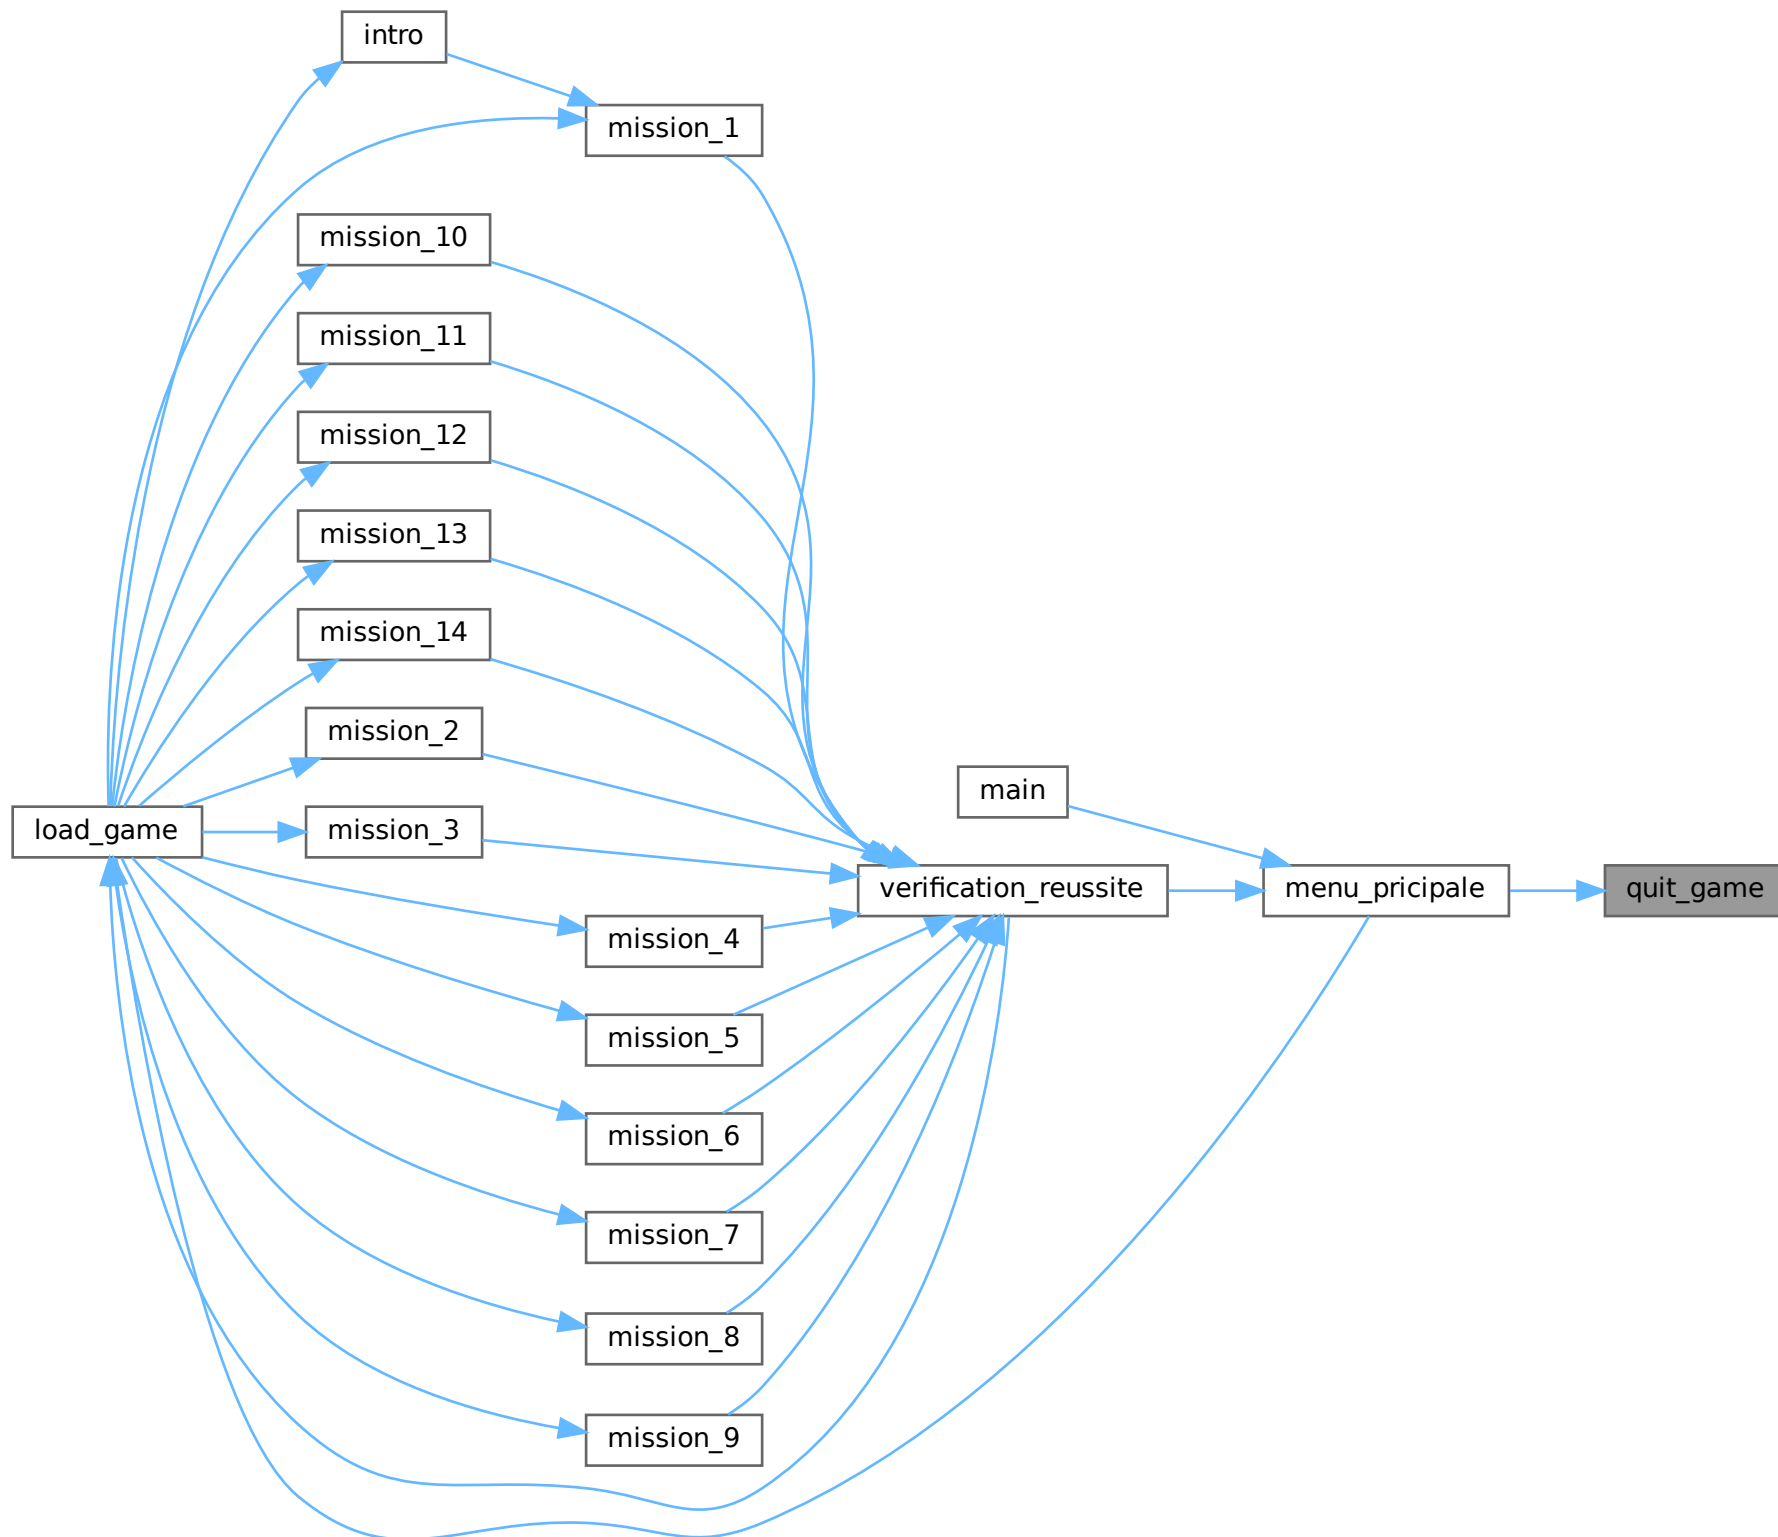 intro
mission_1
mission_10
mission_11
mission_12
mission_13
mission_14
mission_2
main
load_game
mission_3
verification_reussite
menu_pricipale
quit_game
mission_4
mission_5
mission_6
mission_7
mission_8
mission_9